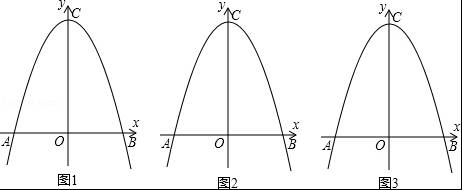 y C A O B x
图1
y C A O B x
图2
y C A O B x
图3